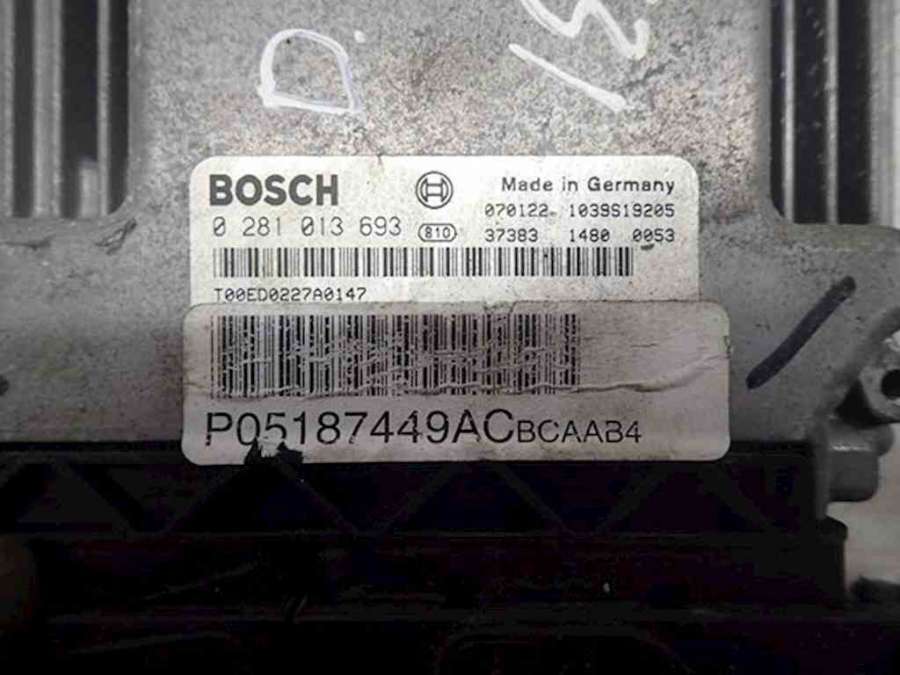 D.
BOSCH
Made in Germany
070122 1039S19205
0 281 013 693
810
37383 1480 0053
T00ED0227A0147
P05187449ACBCAAB4